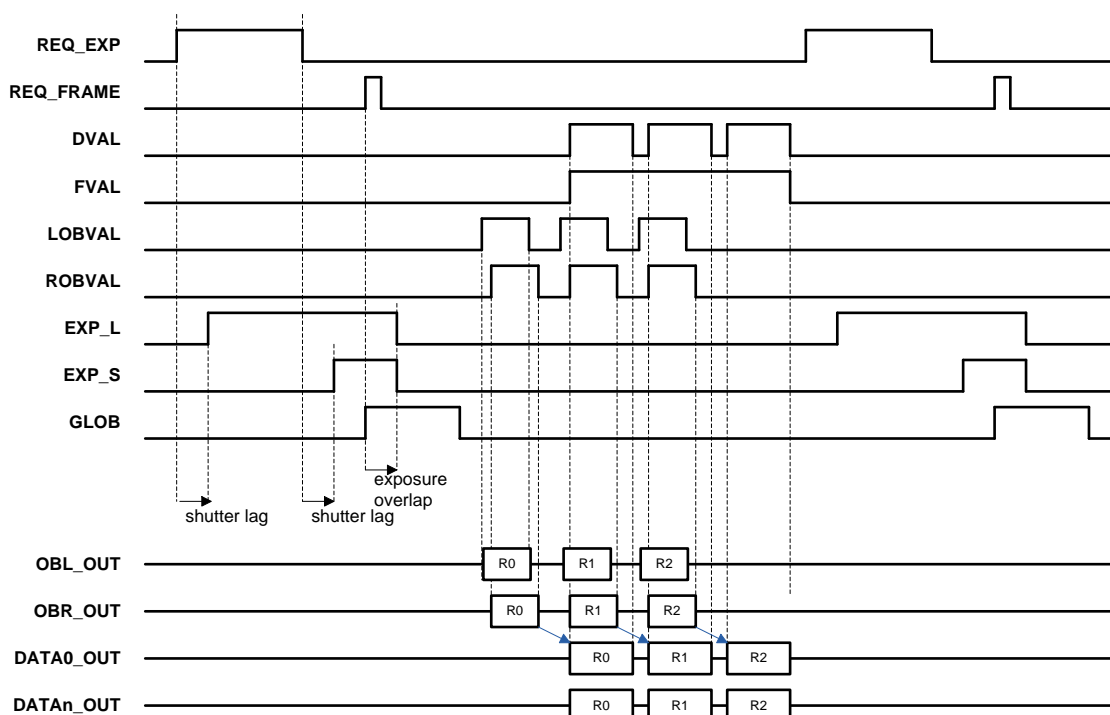 REQ_EXP
REQ_FRAME
DVAL
FVAL
LOBVAL
ROBVAL
EXP_L
EXP_S
GLOB
exposure
overlap
shutter lag
shutter lag
OBL_OUT
R0
R1
R2
OBR_OUT
R0
R1
R2
DATA0_OUT
R0
R1
R2
DATAn_OUT
R0
R1
R2